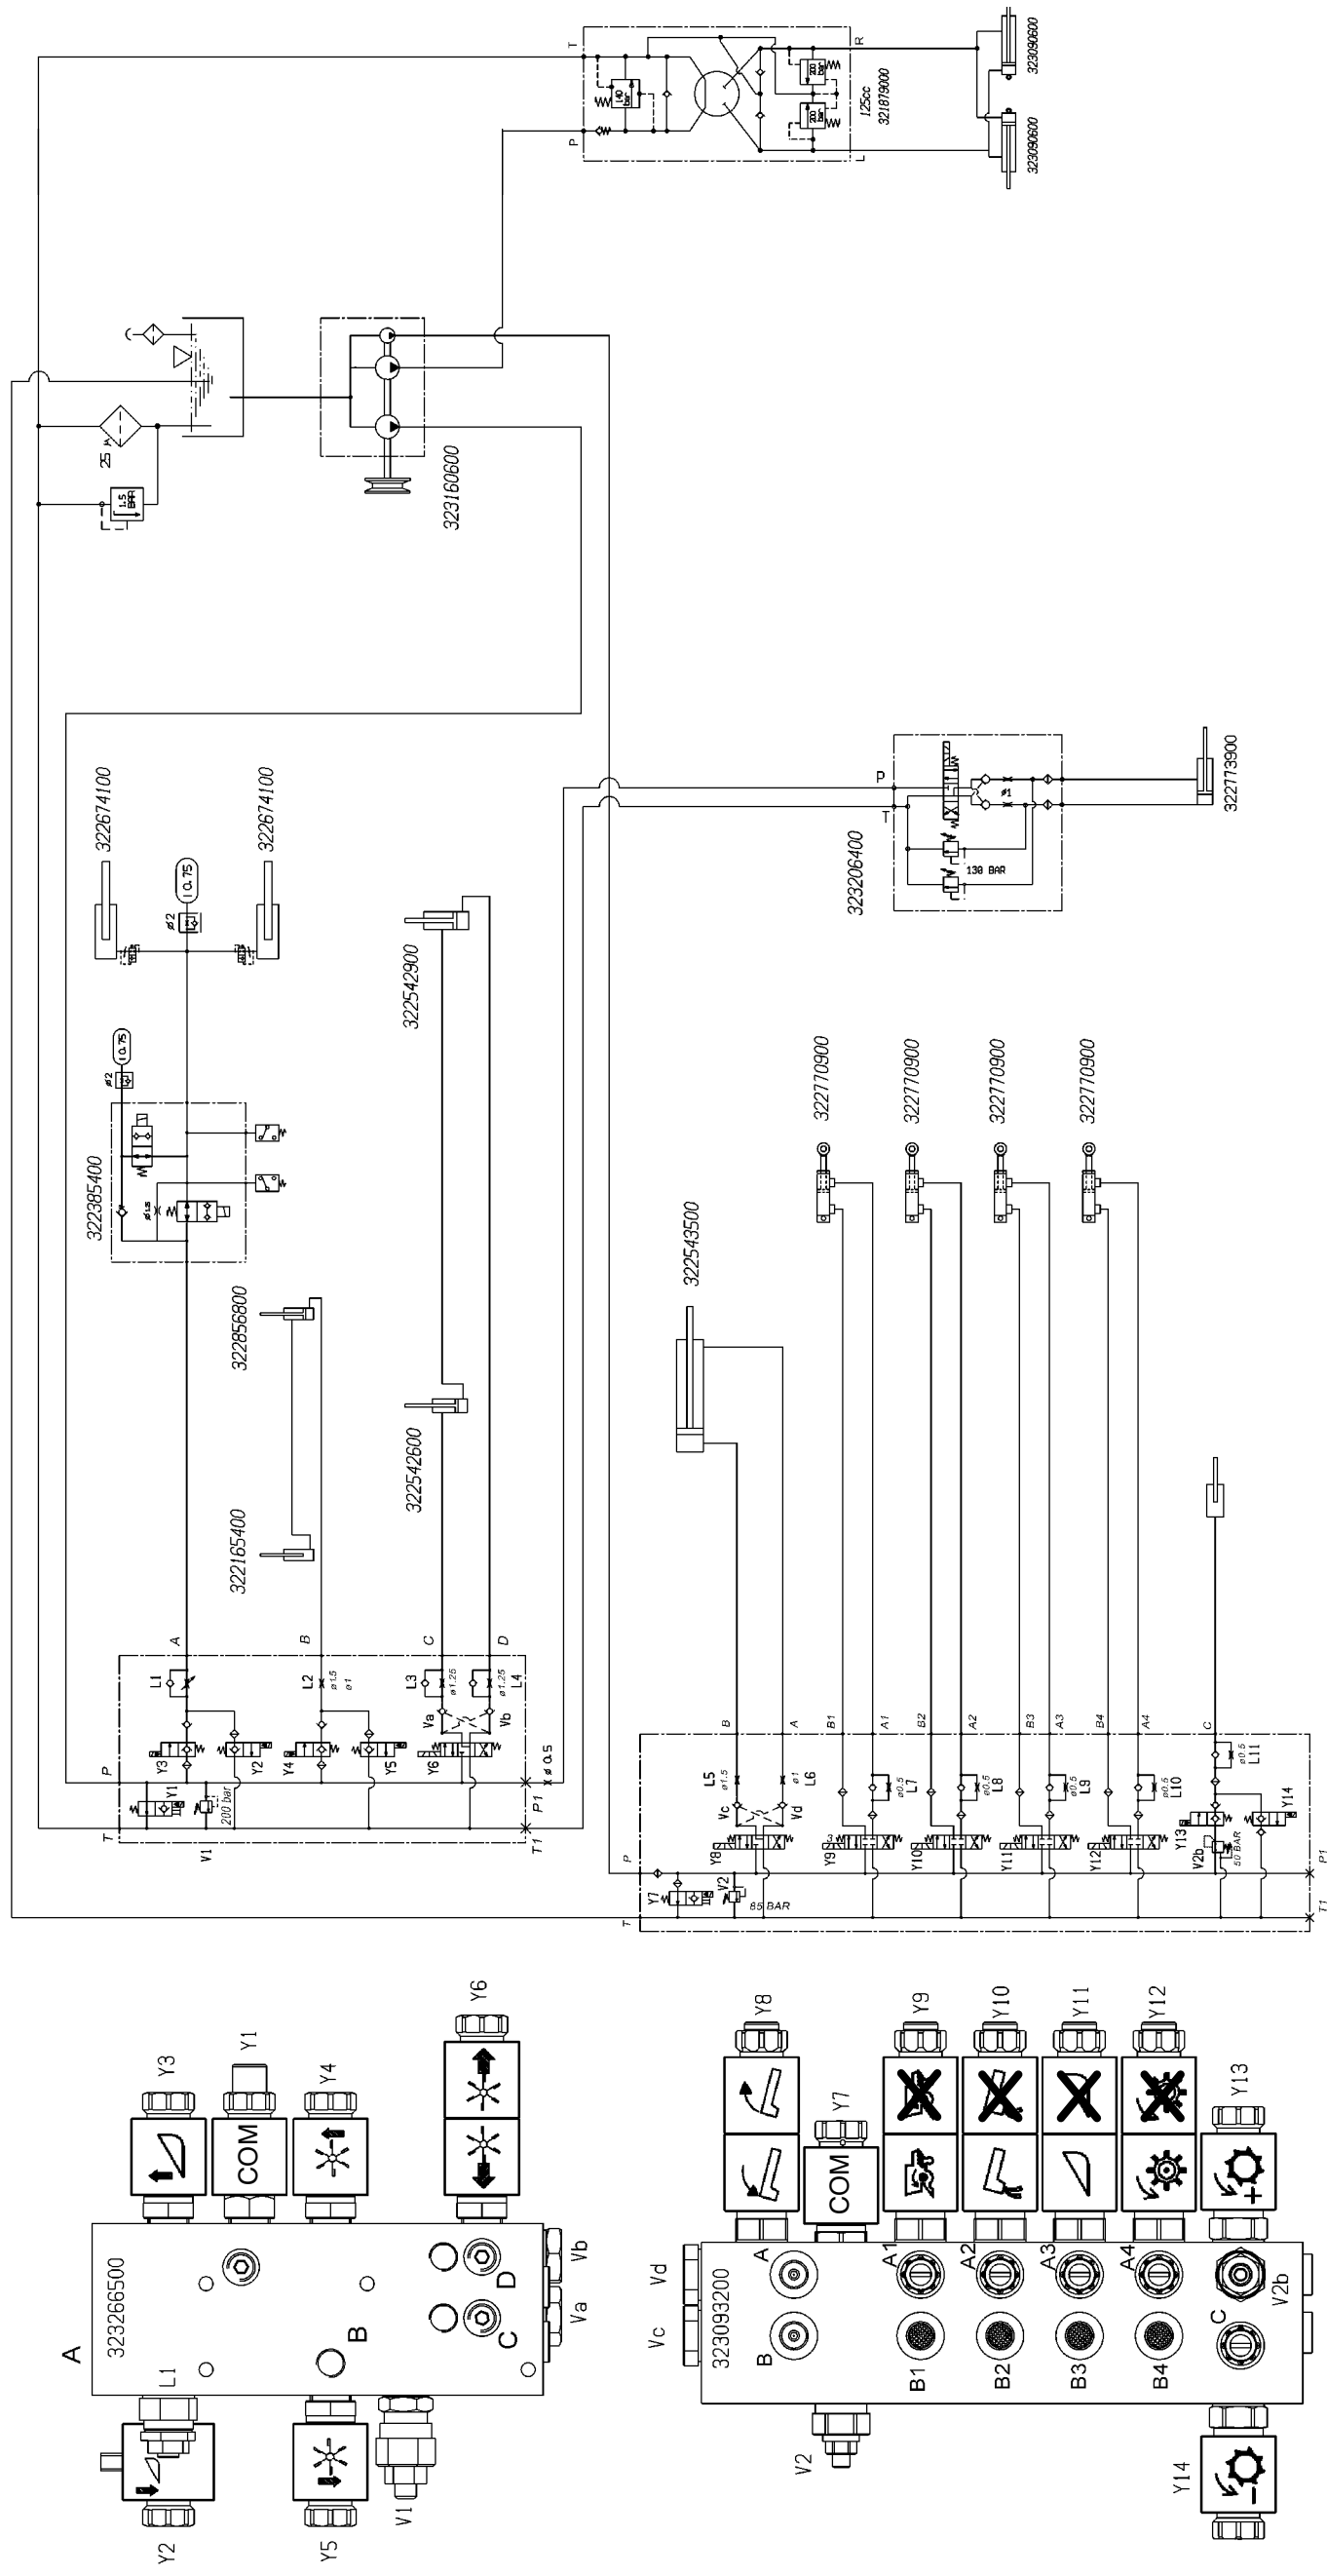 T
P
140
bar
200
bar
200
bar
R
L
125cc
321879000
323090600
323090600
25 µ
1.5
BAR
323160600
322674100
322674100
ø2
10.75
10.75
ø2
322385400
ø1.5
322542900
322856800
322165400
322542600
P
T
ø1
130 BAR
323206400
322773900
322770900
322770900
322770900
322770900
322543500
A
B
C
D
L1
L2
ø1.5
ø1
L3
ø1.25
L4
ø1.25
Va
Vb
Y3
Y2
Y4
Y5
Y6
Y1
V1
200 bar
P
T
P1
T1
ø0.5
B
A
B1
A1
B2
A2
B3
A3
B4
A4
C
L5
ø1.5
L6
ø1
Vc
Vd
ø0.5
L7
ø0.5
L8
ø0.5
L9
ø0.5
L10
ø0.5
L11
Y8
Y9
Y10
Y11
Y12
Y13
Y14
V2b
50 BAR
Y7
V2
85 BAR
P
T
P1
T1
Y3
Y1
Y4
Y6
COM
A
323266500
L1
B
C
D
Va
Vb
Y2
Y5
V1
Y8
Y7
Y9
Y10
Y11
Y12
Y13
COM
+
Vc
Vd
323093200
A
B
A1
A2
A3
A4
B1
B2
B3
B4
C
V2b
V2
Y14
-